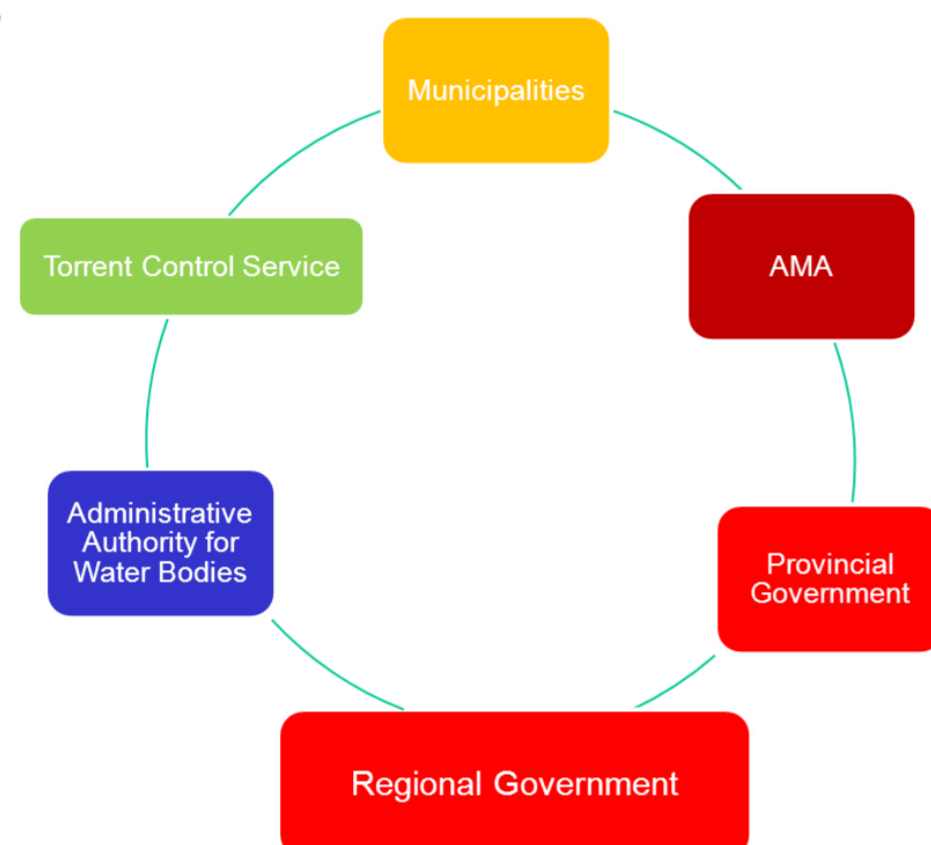 Municipalities
AMA
Torrent Control Service
Administrative
Authority for
Water Bodies
Provincial
Government
Regional Government